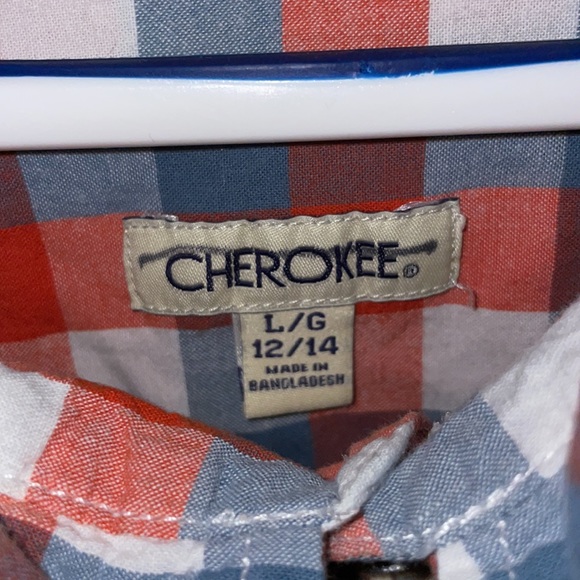 CHEROKEE®
L/G
12/14
MADE IN
BANGLADESH